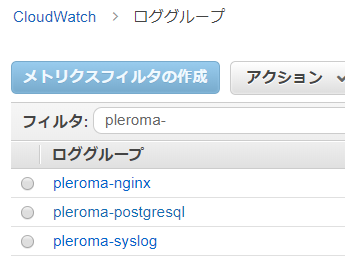 CloudWatch > ロググループ
メトリクスフィルタの作成 アクション
フィルタ: pleroma-
ロググループ
pleroma-nginx
pleroma-postgresql
pleroma-syslog